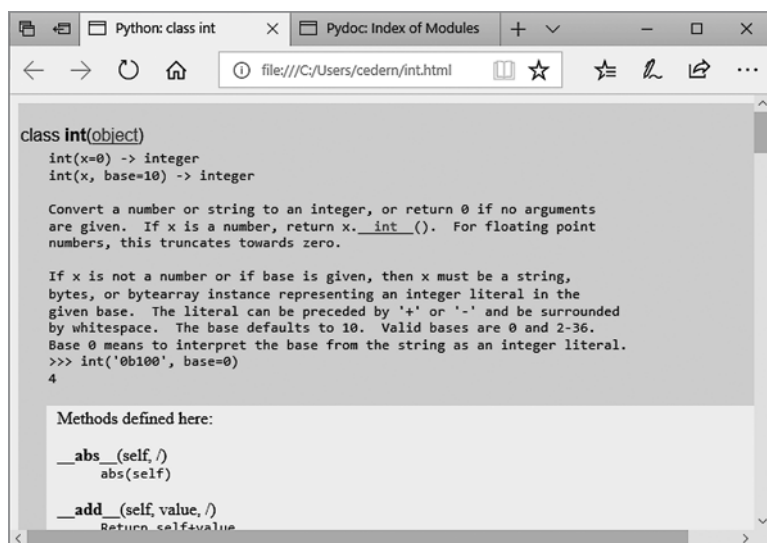 Python: class int
Pydoc: Index of Modules
file:///C:/Users/cedern/int.html
class int(object)
int(x=0) -> integer
int(x, base=10) -> integer
Convert a number or string to an integer, or return 0 if no arguments
are given.  If x is a number, return x.__int__().  For floating point
numbers, this truncates towards zero.
If x is not a number or if base is given, then x must be a string,
bytes, or bytearray instance representing an integer literal in the
given base.  The literal can be preceded by '+' or '-' and be surrounded
by whitespace.  The base defaults to 10.  Valid bases are 0 and 2-36.
Base 0 means to interpret the base from the string as an integer literal.
>>> int('0b100', base=0)
4
Methods defined here:
__abs__(self, /)
abs(self)
__add__(self, value, /)
Return self+value